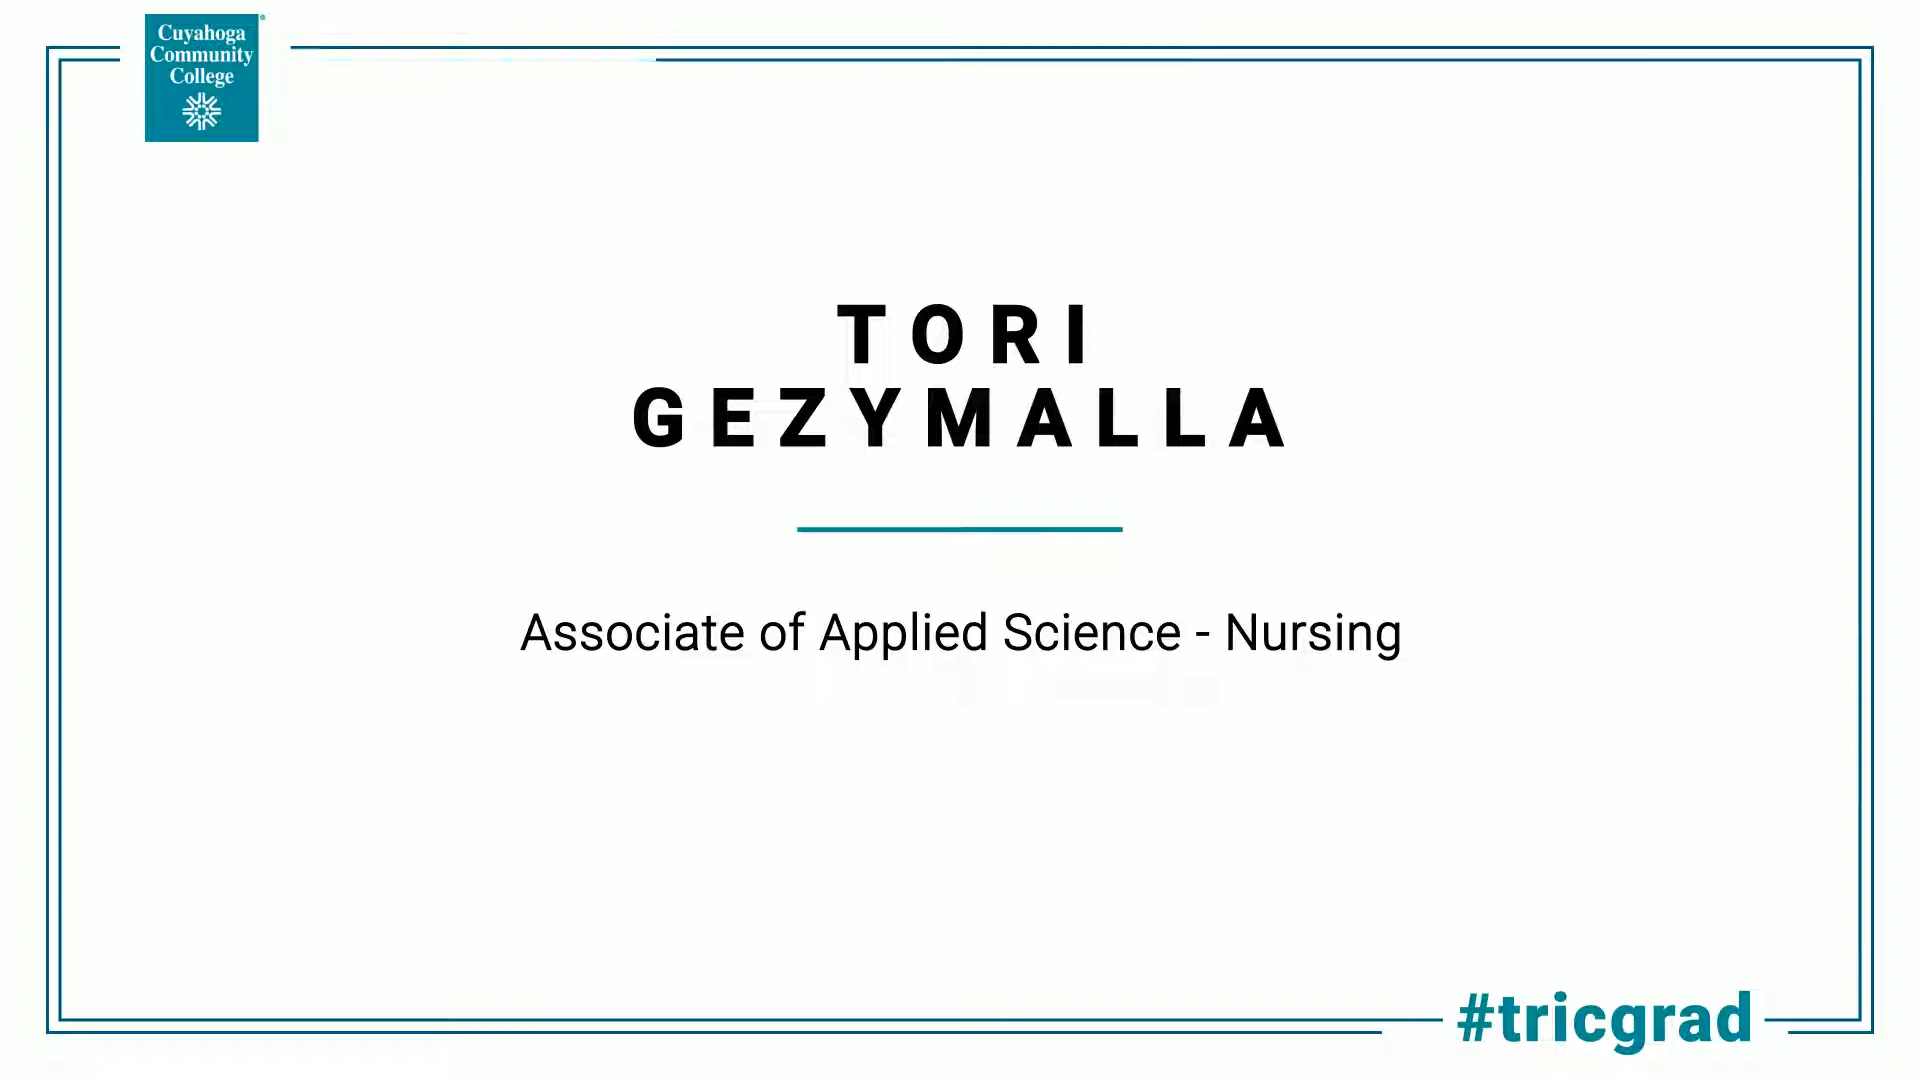 Cuyahoga
Community
College
TORI
GEZYMALLA
Associate of Applied Science - Nursing
#tricgrad